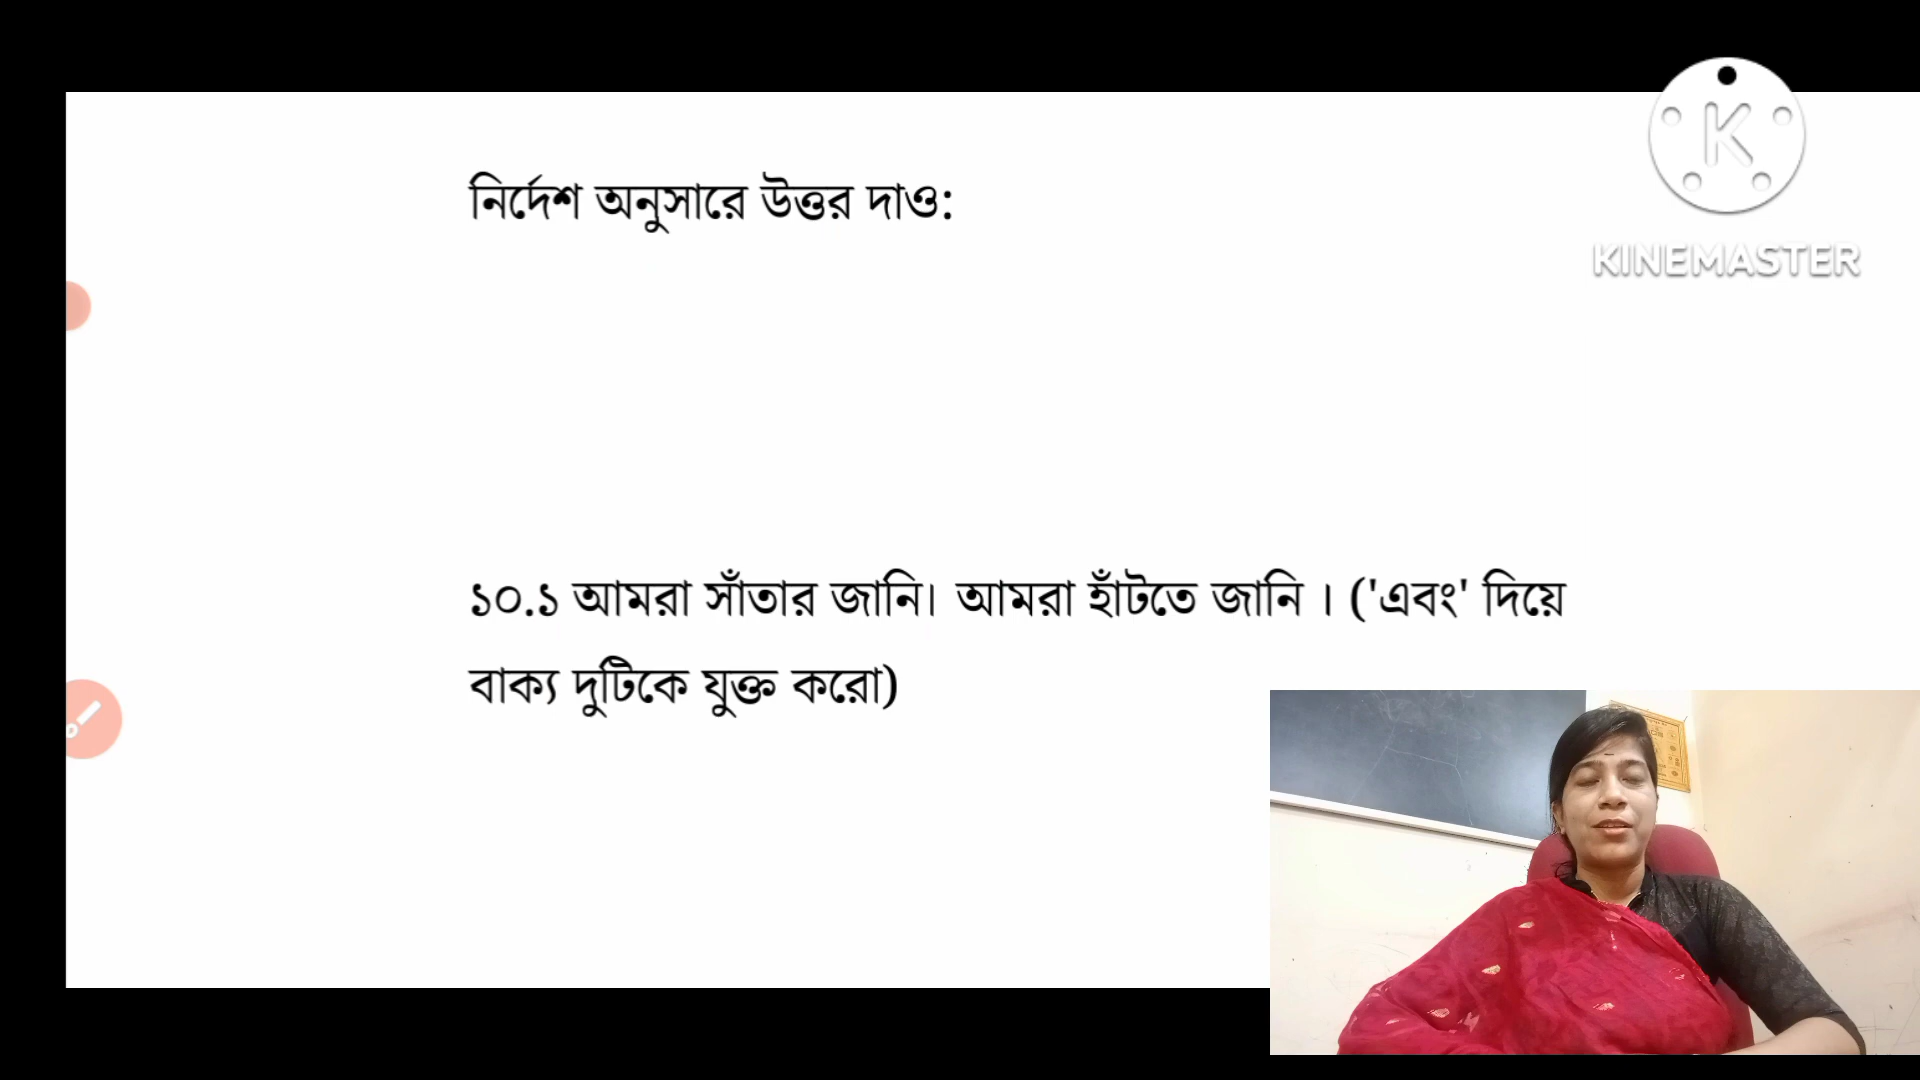 নির্দেশ অনুসারে উত্তর দাও:
K
KINEMASTER
১০.১ আমরা সাঁতার জানি। আমরা হাঁটতে জানি । ('এবং' দিয়ে
বাক্য দুটিকে যুক্ত করো)